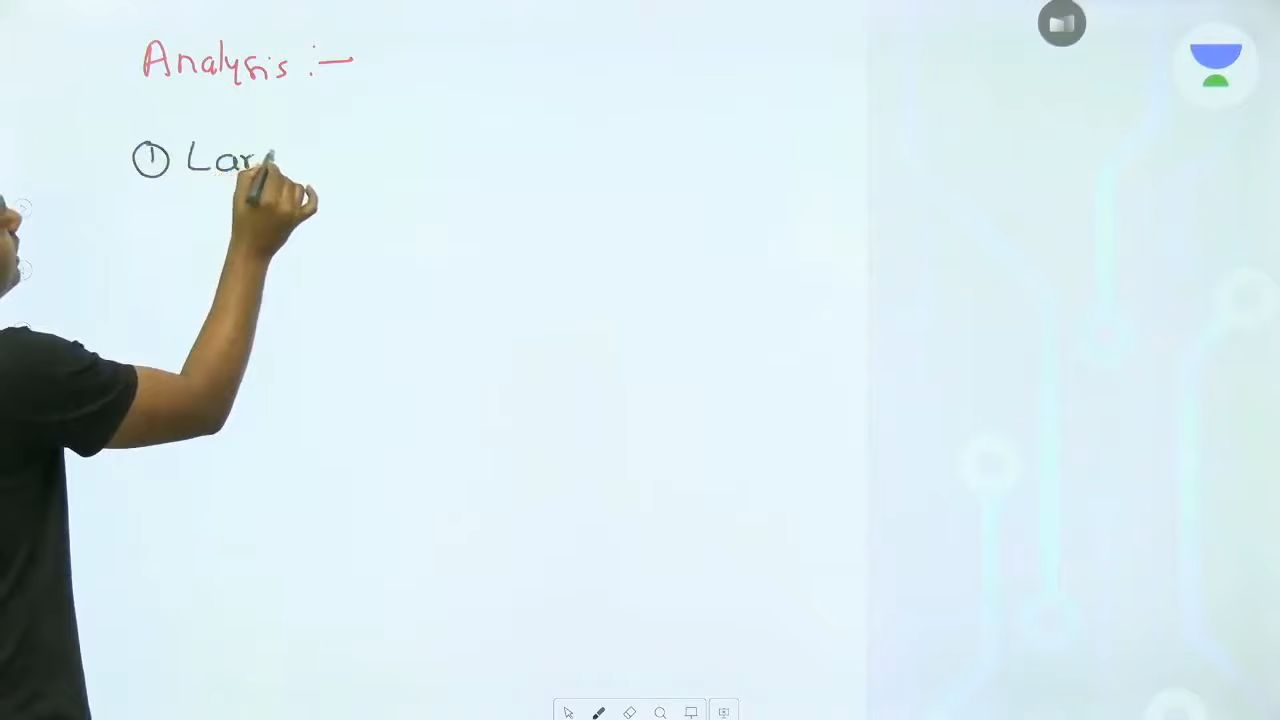 Analysis :-
① Lar